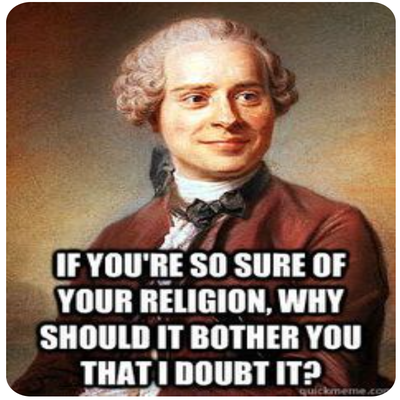 IF YOU'RE SO SURE OF
YOUR RELIGION, WHY
SHOULD IT BOTHER YOU
THAT I DOUBT IT?
quickmeme.com